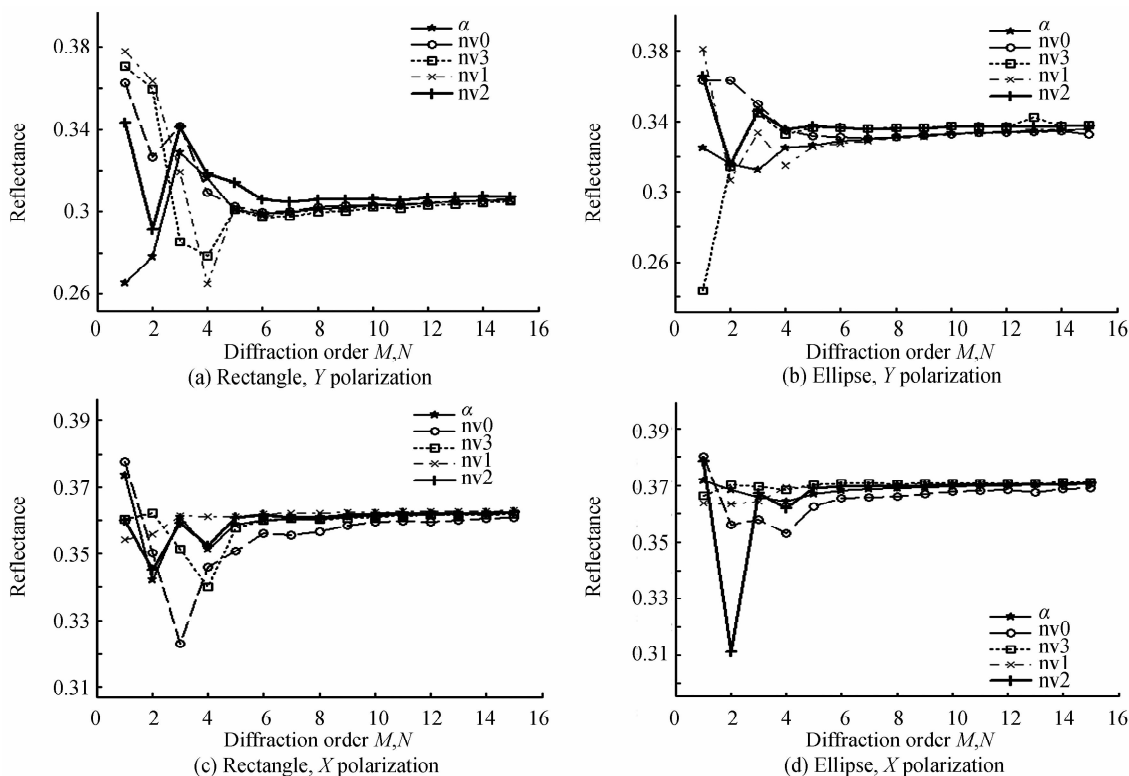 0.38
0.34
0.3
0.26
Reflectance
0 2 4 6 8 10 12 14 16
Diffraction order M,N
α
nv0
nv3
nv1
nv2
(a) Rectangle, Y polarization
0.38
0.34
0.3
0.26
Reflectance
0 2 4 6 8 10 12 14 16
Diffraction order M,N
α
nv0
nv3
nv1
nv2
(b) Ellipse, Y polarization
0.39
0.37
0.35
0.33
0.31
Reflectance
0 2 4 6 8 10 12 14 16
Diffraction order M,N
α
nv0
nv3
nv1
nv2
(c) Rectangle, X polarization
0.39
0.37
0.35
0.33
0.31
Reflectance
0 2 4 6 8 10 12 14 16
Diffraction order M,N
α
nv0
nv3
nv1
nv2
(d) Ellipse, X polarization